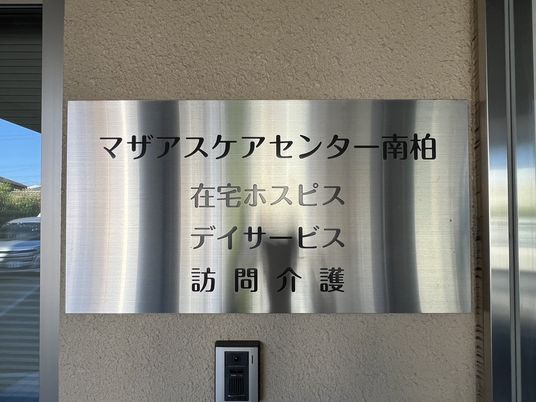 マザアスケアセンター南柏
在宅ホスピス
デイサービス
訪問介護